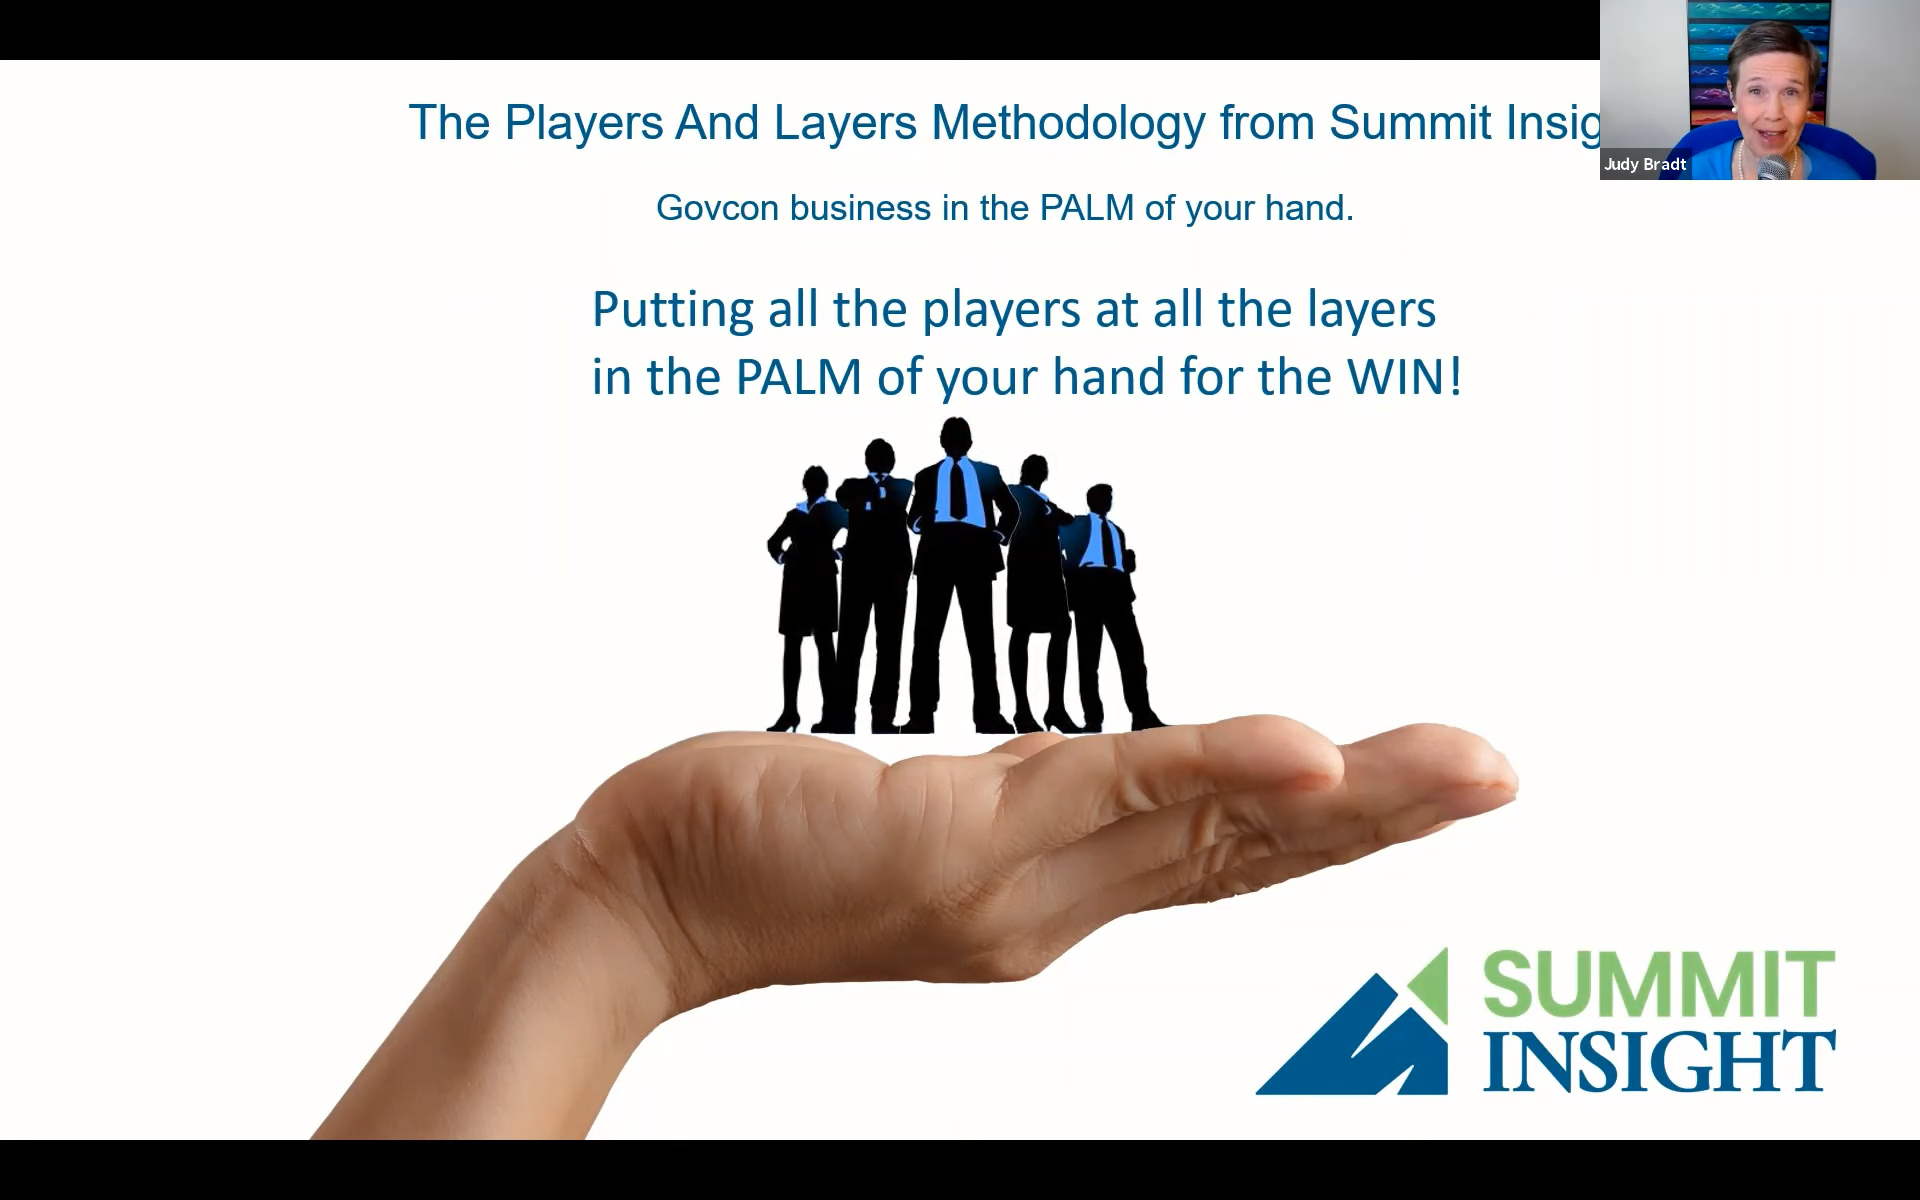 The Players And Layers Methodology from Summit Insig
Judy Bradt
Govcon business in the PALM of your hand.
Putting all the players at all the layers
in the PALM of your hand for the WIN!
SUMMIT
INSIGHT